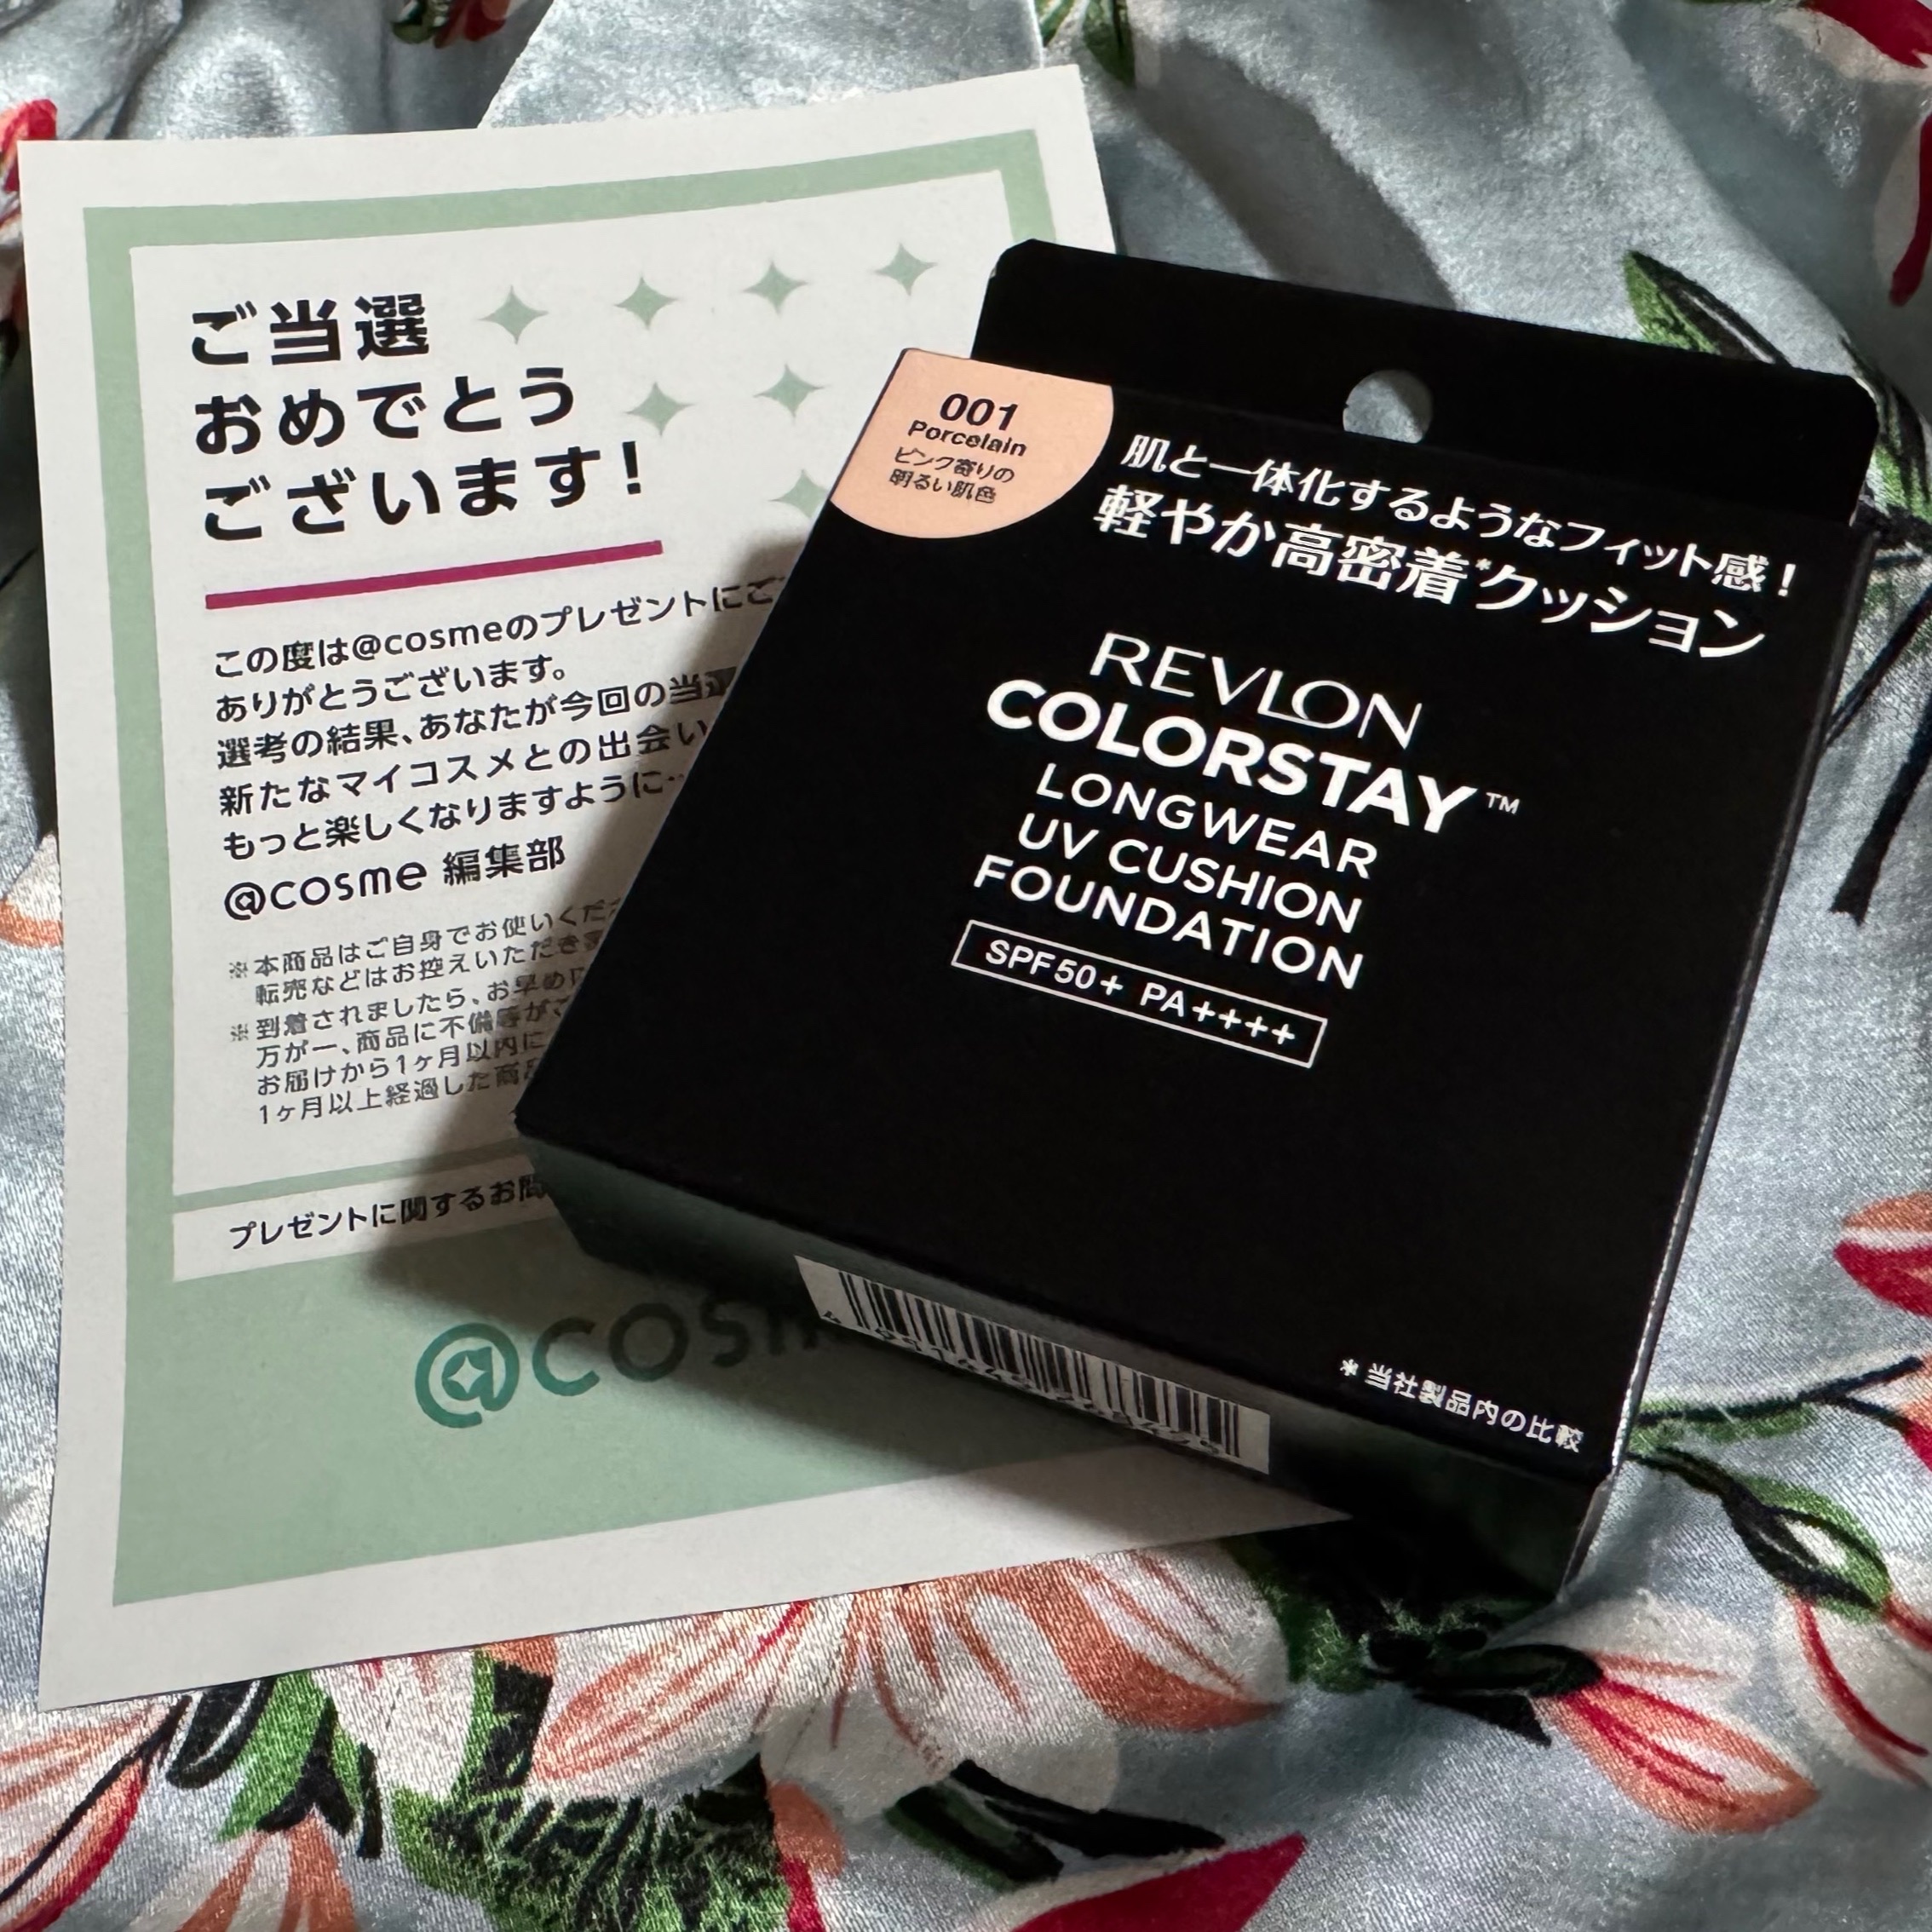 ご当選
おめでとう
ございます!
この度は@cosmeのプレゼントにご
ありがとうございます。
選考の結果、あなたが今回の当選
新たなマイコスメとの出会い
もっと楽しくなりますように…
@cosme 編集部
※本商品はご自身でお使いくださ
転売などはお控えいただきま
※到着されましたら、お早めに
万が一、商品に不備等がご
お届けから1ヶ月以内に
1ヶ月以上経過した商品
プレゼントに関するお問
@cosm
001
Porcelain
ピンク寄りの
明るい肌色
肌と一体化するようなフィット感!
軽やか高密着*クッション
REVLON
COLORSTAY™
LONGWEAR
UV CUSHION
FOUNDATION
SPF50+ PA++++
*当社製品内の比較